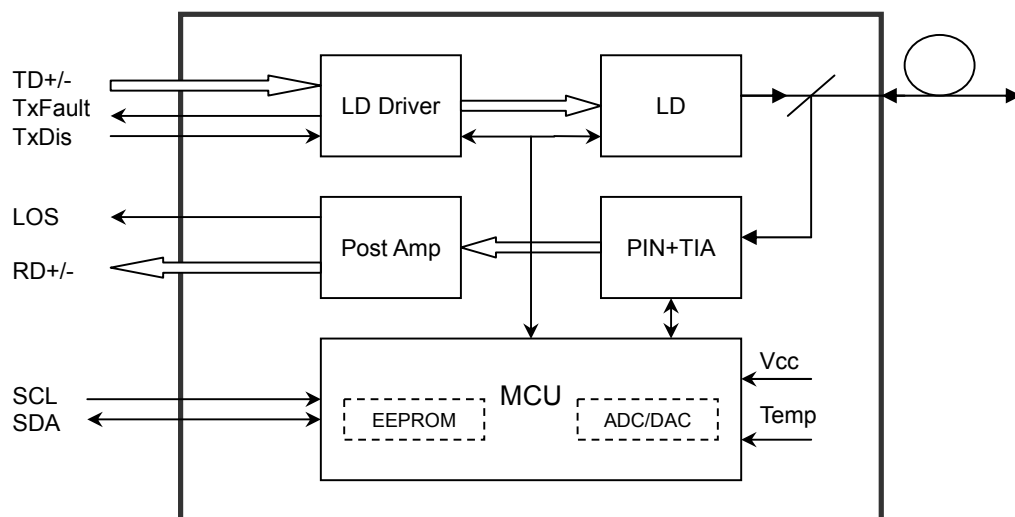 TD+/-
TxFault
TxDis
LD Driver
LD
LOS
RD+/-
Post Amp
PIN+TIA
SCL
SDA
MCU
EEPROM
ADC/DAC
Vcc
Temp